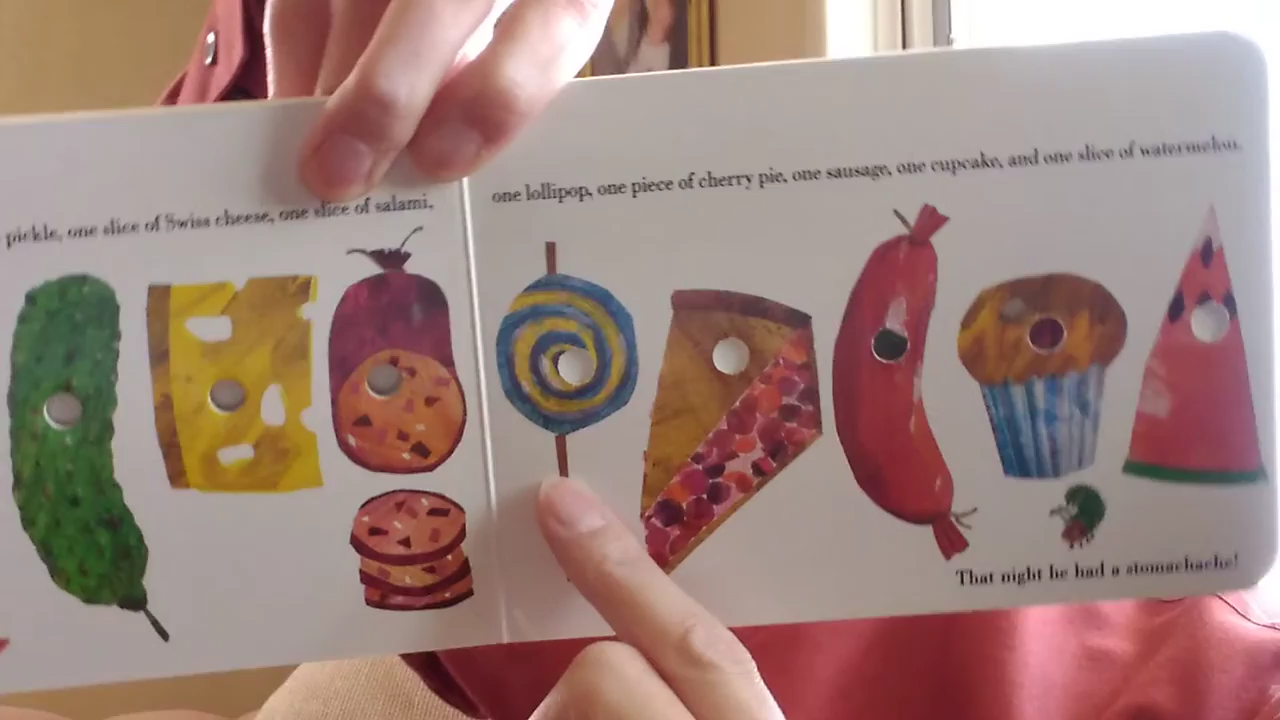 pickle, one slice of Swiss cheese, one slice of salami,
one lollipop, one piece of cherry pie, one sausage, one cupcake, and one slice of watermelon.
That night he had a stomachache!